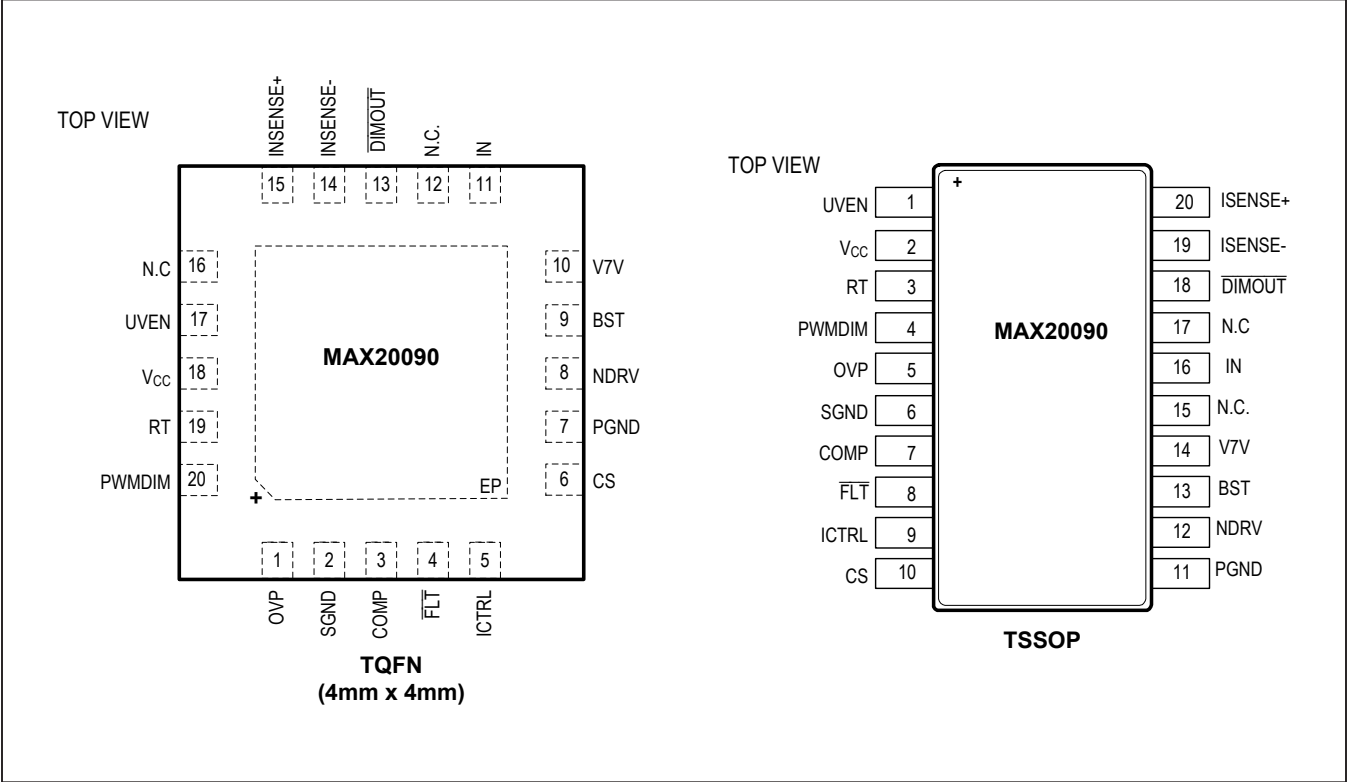 TOP VIEW
INSENSE+
INSENSE-
DIMOUT
N.C.
IN
15
14
13
12
11
N.C 16
UVEN 17
VCC 18
RT 19
PWMDIM 20
MAX20090
10 V7V
9 BST
8 NDRV
7 PGND
6 CS
+
EP
1
2
3
4
5
OVP
SGND
COMP
FLT
ICTRL
TQFN
(4mm x 4mm)
TOP VIEW
+
UVEN 1
VCC 2
RT 3
PWMDIM 4
OVP 5
SGND 6
COMP 7
FLT 8
ICTRL 9
CS 10
MAX20090
20 ISENSE+
19 ISENSE-
18 DIMOUT
17 N.C
16 IN
15 N.C.
14 V7V
13 BST
12 NDRV
11 PGND
TSSOP